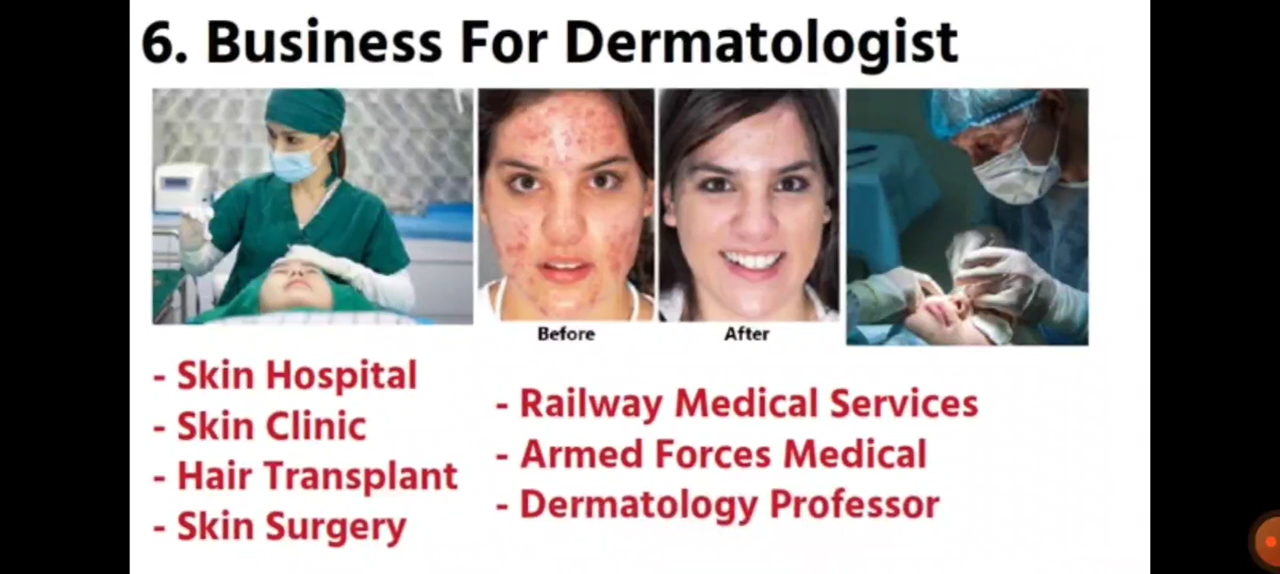 6. Business For Dermatologist
Before
After
- Skin Hospital
- Skin Clinic
- Hair Transplant
- Skin Surgery
- Railway Medical Services
- Armed Forces Medical
- Dermatology Professor